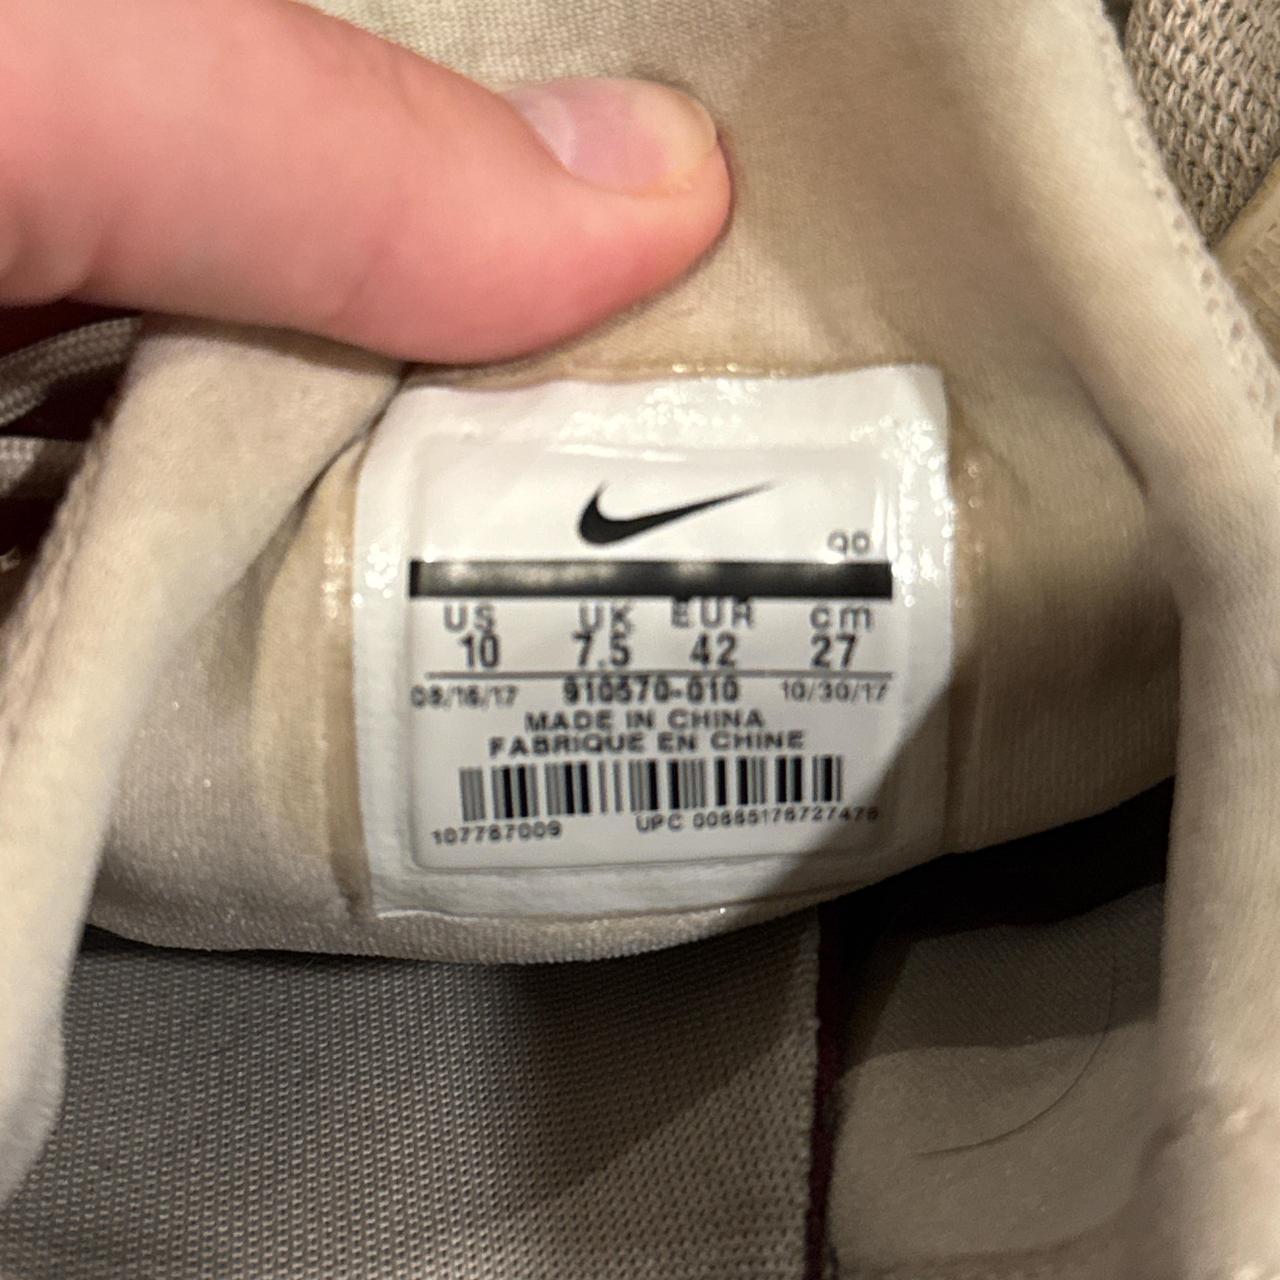 QD
US UK EUR cm
10 7.5 42 27
08/16/17 910570-010 10/30/17
MADE IN CHINA
FABRIQUE EN CHINE
107767009
UPC